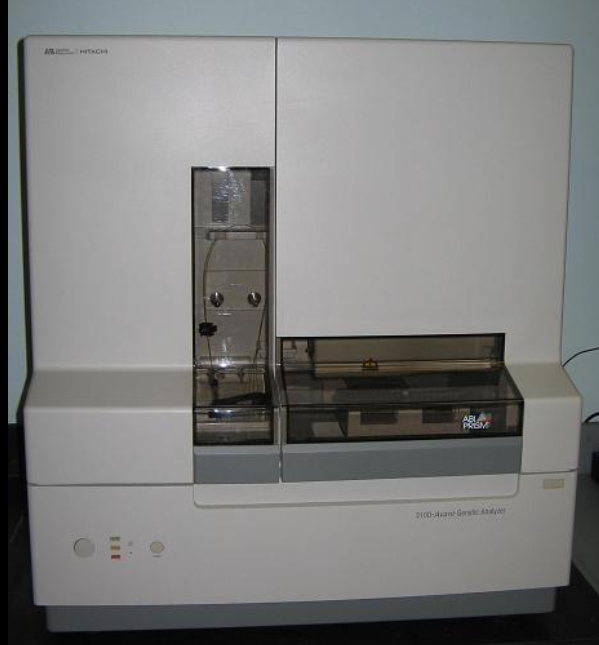 HITACHI
ABI
PRISM
3100-Avant Genetic Analyzer